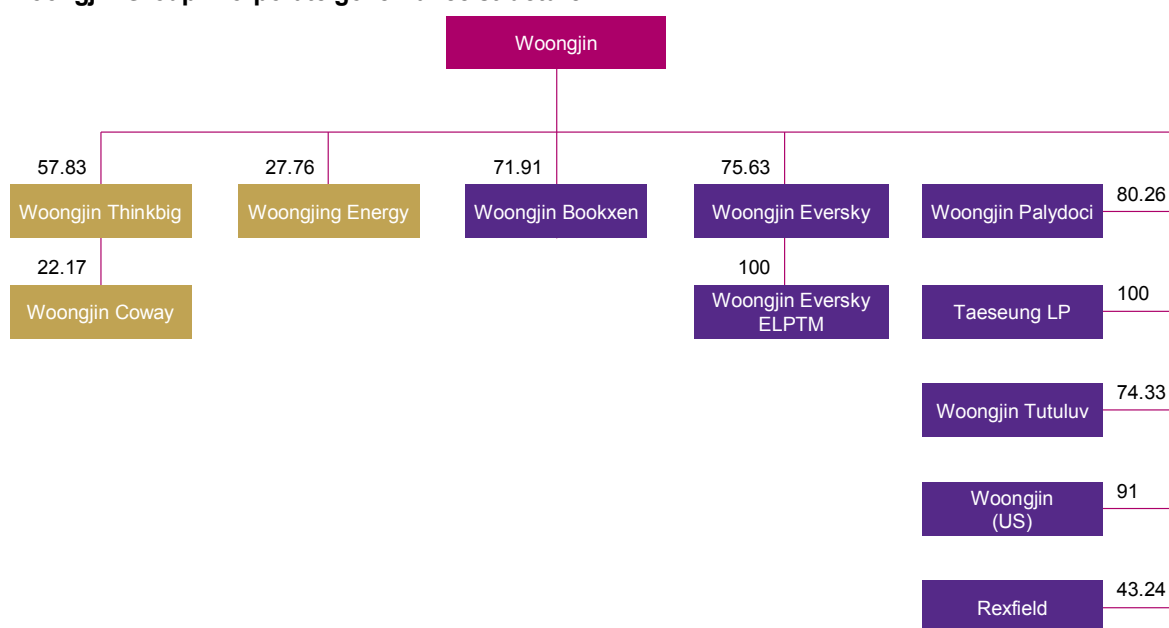 Woongjin
57.83
27.76
71.91
75.63
Woongjin Thinkbig
Woongjing Energy
Woongjin Bookxen
Woongjin Eversky
Woongjin Palydoci
80.26
22.17
100
Woongjin Coway
Woongjin Eversky
ELPTM
Taeseung LP
100
Woongjin Tutuluv
74.33
Woongjin
(US)
91
Rexfield
43.24